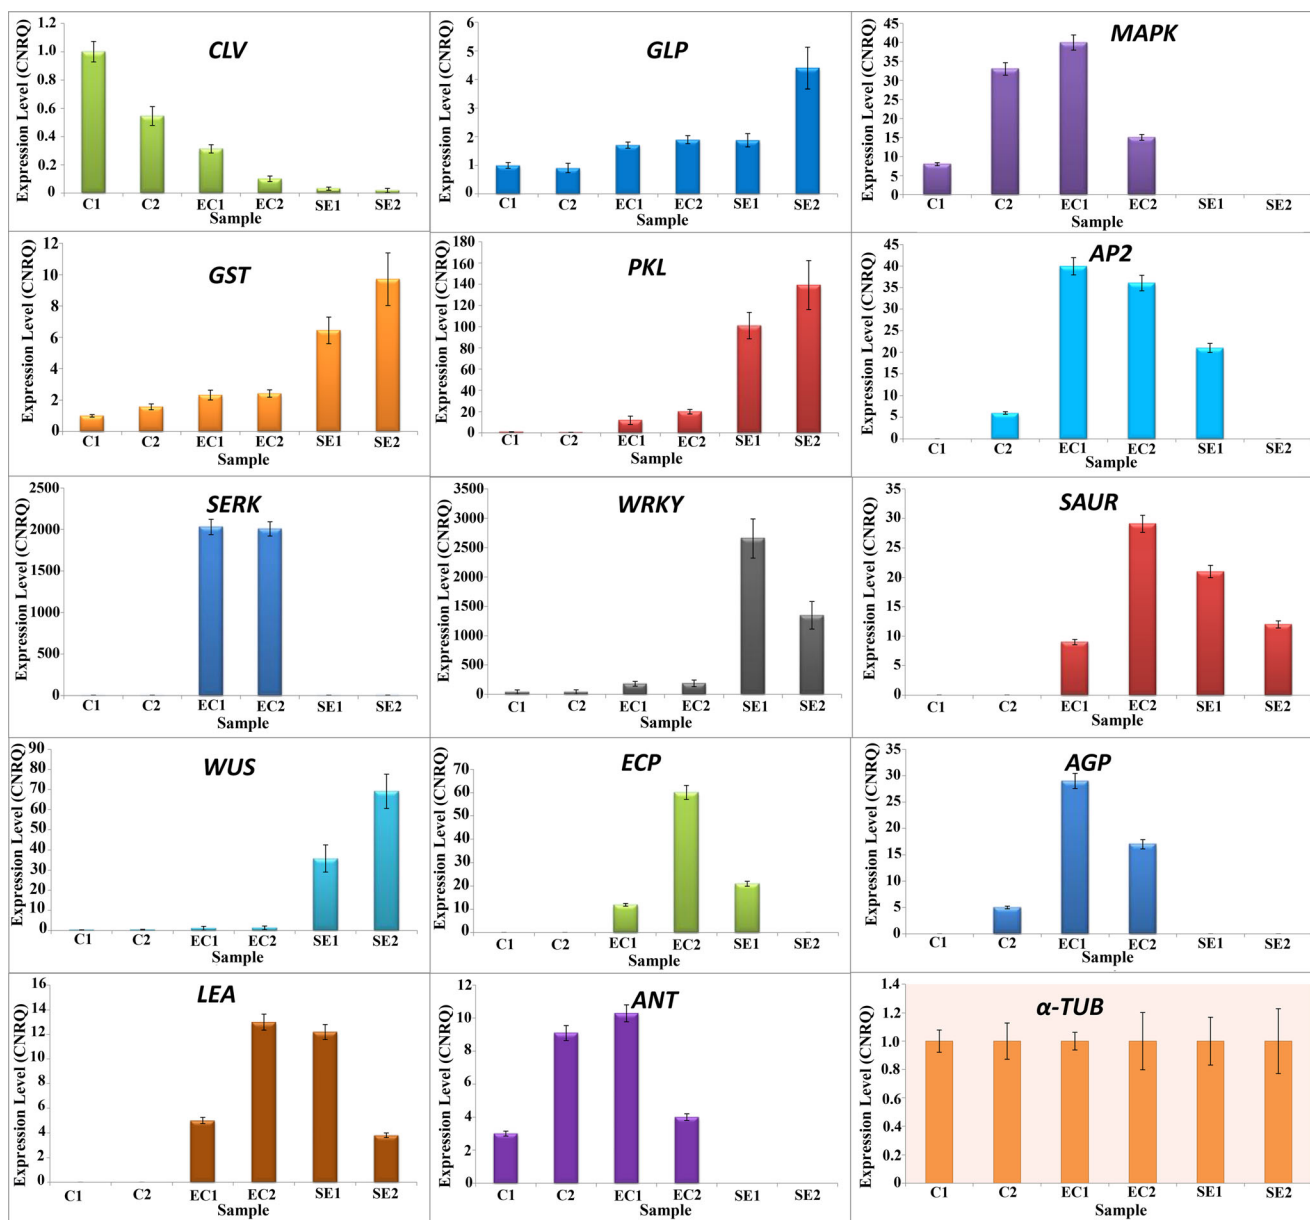 CLV
Expression Level (CNRQ)
1.2
1.0
0.8
0.6
0.4
0.2
0
C1 C2 EC1 EC2 SE1 SE2
Sample
GLP
Expression Level (CNRQ)
6
5
4
3
2
1
0
C1 C2 EC1 EC2 SE1 SE2
Sample
MAPK
Expression Level (CNRQ)
45
40
35
30
25
20
15
10
5
0
C1 C2 EC1 EC2 SE1 SE2
Sample
GST
Expression Level (CNRQ)
12
10
8
6
4
2
0
C1 C2 EC1 EC2 SE1 SE2
Sample
PKL
Expression Level (CNRQ)
180
160
140
120
100
80
60
40
20
0
C1 C2 EC1 EC2 SE1 SE2
Sample
AP2
Expression Level (CNRQ)
45
40
35
30
25
20
15
10
5
0
C1 C2 EC1 EC2 SE1 SE2
Sample
SERK
Expression Level (CNRQ)
2500
2000
1500
1000
500
0
C1 C2 EC1 EC2 SE1 SE2
Sample
WRKY
Expression Level (CNRQ)
3500
3000
2500
2000
1500
1000
500
0
C1 C2 EC1 EC2 SE1 SE2
Sample
SAUR
Expression Level (CNRQ)
35
30
25
20
15
10
5
0
C1 C2 EC1 EC2 SE1 SE2
Sample
WUS
Expression Level (CNRQ)
90
80
70
60
50
40
30
20
10
0
C1 C2 EC1 EC2 SE1 SE2
Sample
ECP
Expression Level (CNRQ)
70
60
50
40
30
20
10
0
C1 C2 EC1 EC2 SE1 SE2
Sample
AGP
Expression Level (CNRQ)
35
30
25
20
15
10
5
0
C1 C2 EC1 EC2 SE1 SE2
Sample
LEA
Expression Level (CNRQ)
16
14
12
10
8
6
4
2
0
C1 C2 EC1 EC2 SE1 SE2
Sample
ANT
Expression Level (CNRQ)
12
10
8
6
4
2
0
C1 C2 EC1 EC2 SE1 SE2
Sample
α-TUB
Expression Level (CNRQ)
1.4
1.2
1.0
0.8
0.6
0.4
0.2
0
C1 C2 EC1 EC2 SE1 SE2
Sample